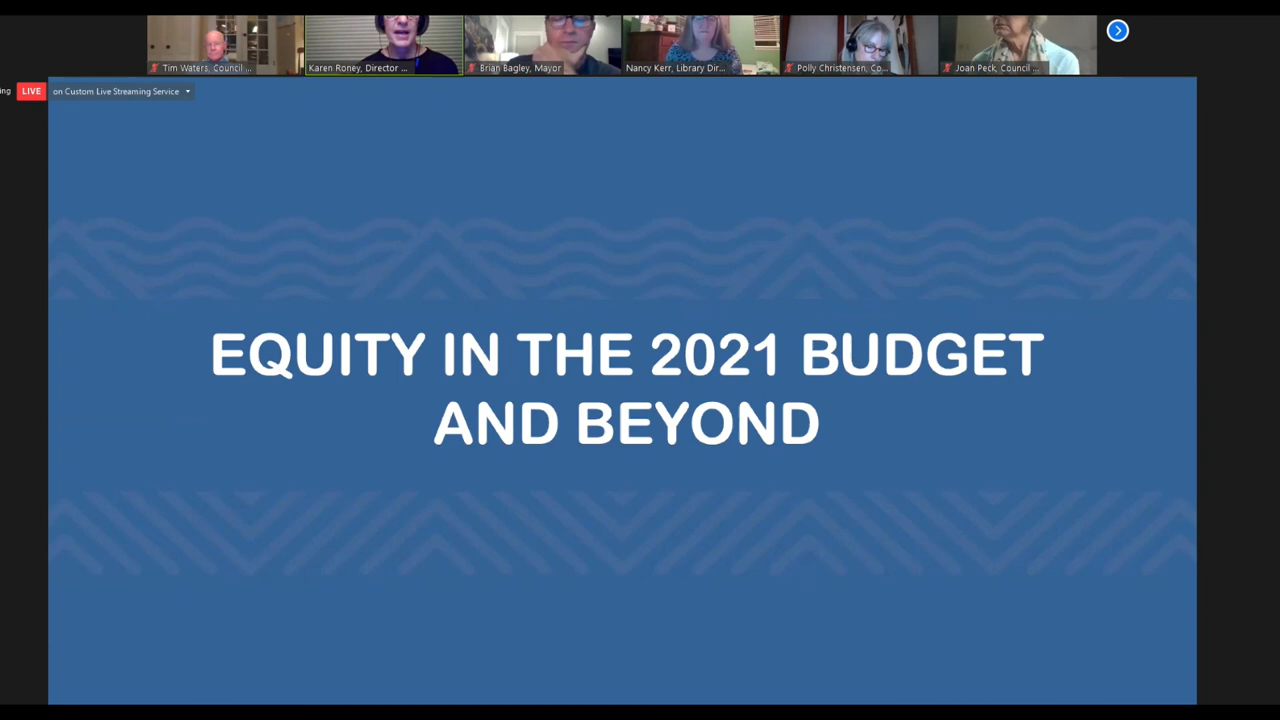 Tim Waters, Council ...
Karen Roney, Director ...
Brian Bagley, Mayor
Nancy Kerr, Library Dir...
Polly Christensen, Co...
Joan Peck, Council ...
ing
LIVE
on Custom Live Streaming Service
EQUITY IN THE 2021 BUDGET
AND BEYOND